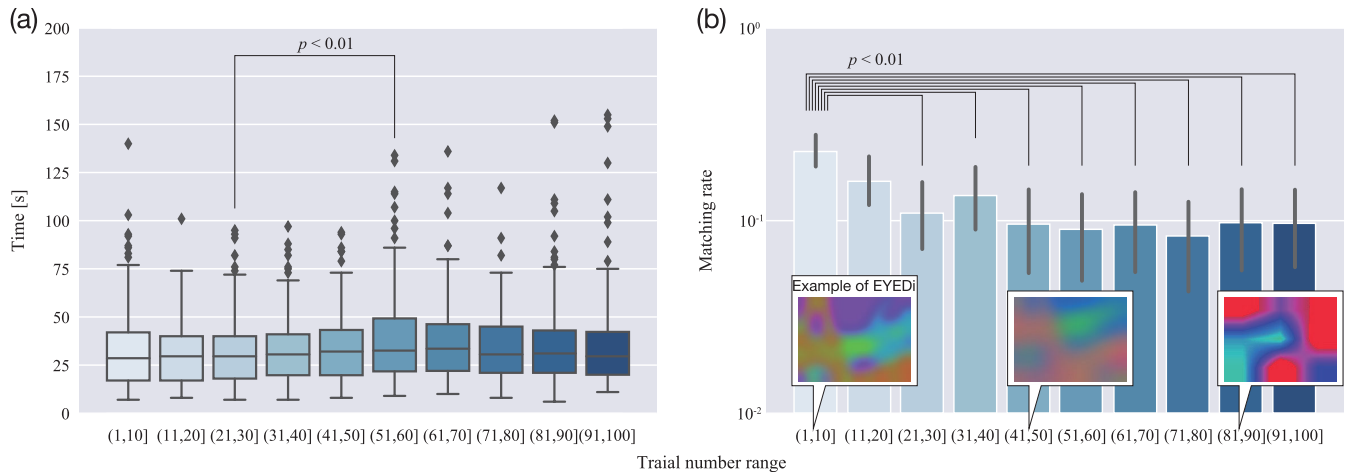 (a)
200
175
150
125
100
75
50
25
0
Time [s]
p < 0.01
(1,10] (11,20] (21,30] (31,40] (41,50] (51,60] (61,70] (71,80] (81,90] (91,100]
(b)
10⁰
10⁻¹
10⁻²
Matching rate
p < 0.01
Example of EYEDi
(1,10] (11,20] (21,30] (31,40] (41,50] (51,60] (61,70] (71,80] (81,90] (91,100]
Traial number range